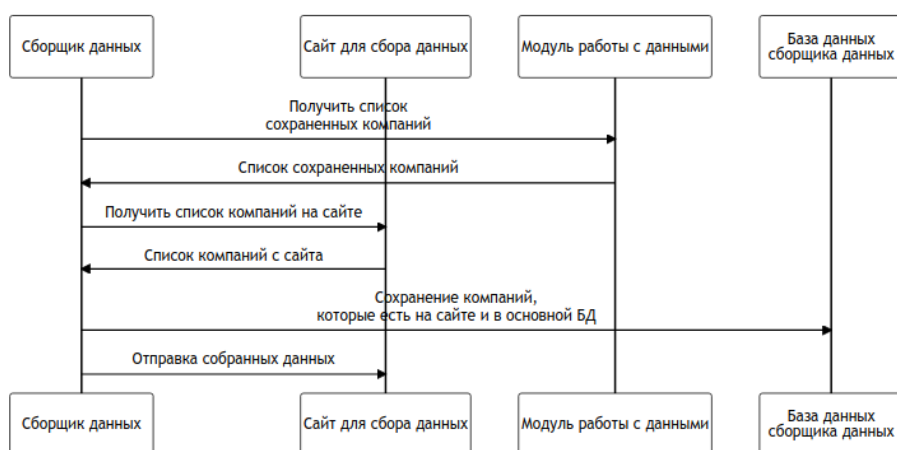 Сборщик данных
Сайт для сбора данных
Модуль работы с данными
База данных
сборщика данных
Получить список
сохраненных компаний
Список сохраненных компаний
Получить список компаний на сайте
Список компаний с сайта
Сохранение компаний,
которые есть на сайте и в основной БД
Отправка собранных данных
Сборщик данных
Сайт для сбора данных
Модуль работы с данными
База данных
сборщика данных